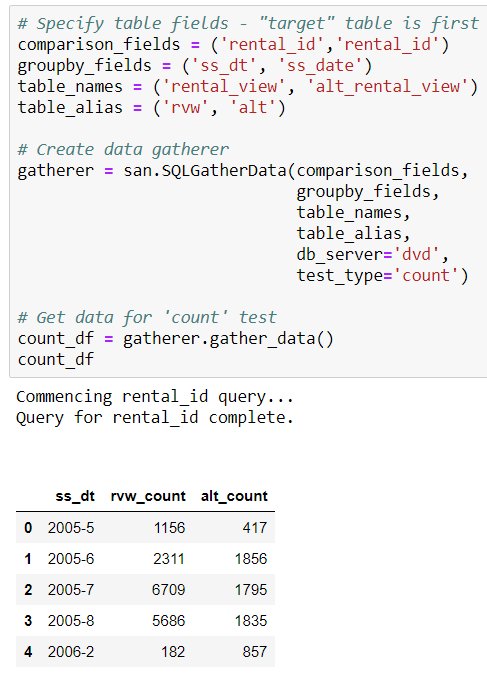 # Specify table fields - "target" table is first
comparison_fields = ('rental_id','rental_id')
groupby_fields = ('ss_dt', 'ss_date')
table_names = ('rental_view', 'alt_rental_view')
table_alias = ('rvw', 'alt')
# Create data gatherer
gatherer = san.SQLGatherData(comparison_fields,
groupby_fields,
table_names,
table_alias,
db_server='dvd',
test_type='count')
# Get data for 'count' test
count_df = gatherer.gather_data()
count_df
Commencing rental_id query...
Query for rental_id complete.
ss_dt rvw_count alt_count
0 2005-5 1156 417
1 2005-6 2311 1856
2 2005-7 6709 1795
3 2005-8 5686 1835
4 2006-2 182 857